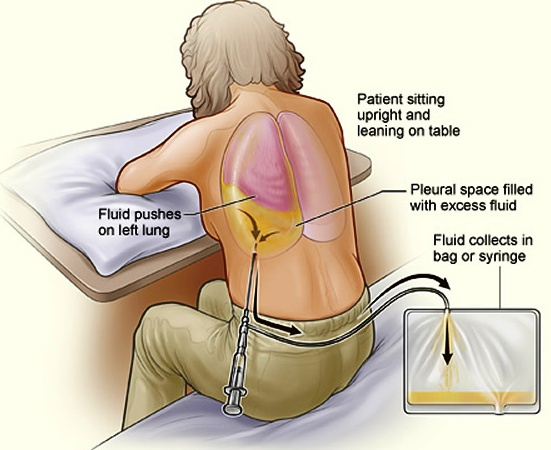 Patient sitting
upright and
leaning on table
Pleural space filled
with excess fluid
Fluid pushes
on left lung
Fluid collects in
bag or syringe